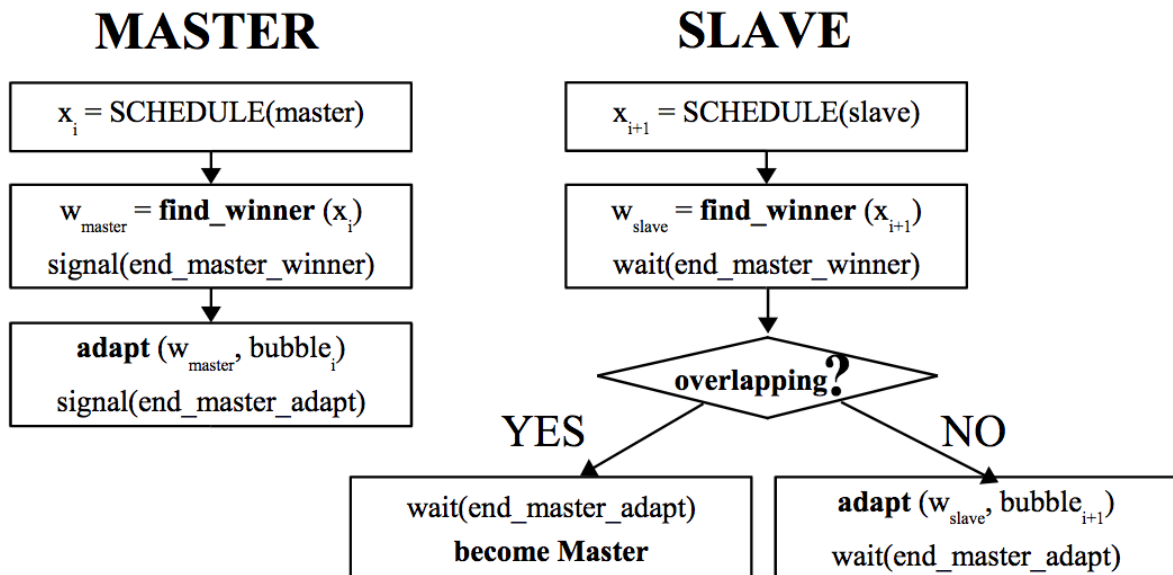 MASTER
x_i = SCHEDULE(master)
w_master = find_winner (x_i)
signal(end_master_winner)
adapt (w_master, bubble_i)
signal(end_master_adapt)
SLAVE
x_i+1 = SCHEDULE(slave)
w_slave = find_winner (x_i+1)
wait(end_master_winner)
overlapping?
YES
NO
wait(end_master_adapt)
become Master
adapt (w_slave, bubble_i+1)
wait(end_master_adapt)